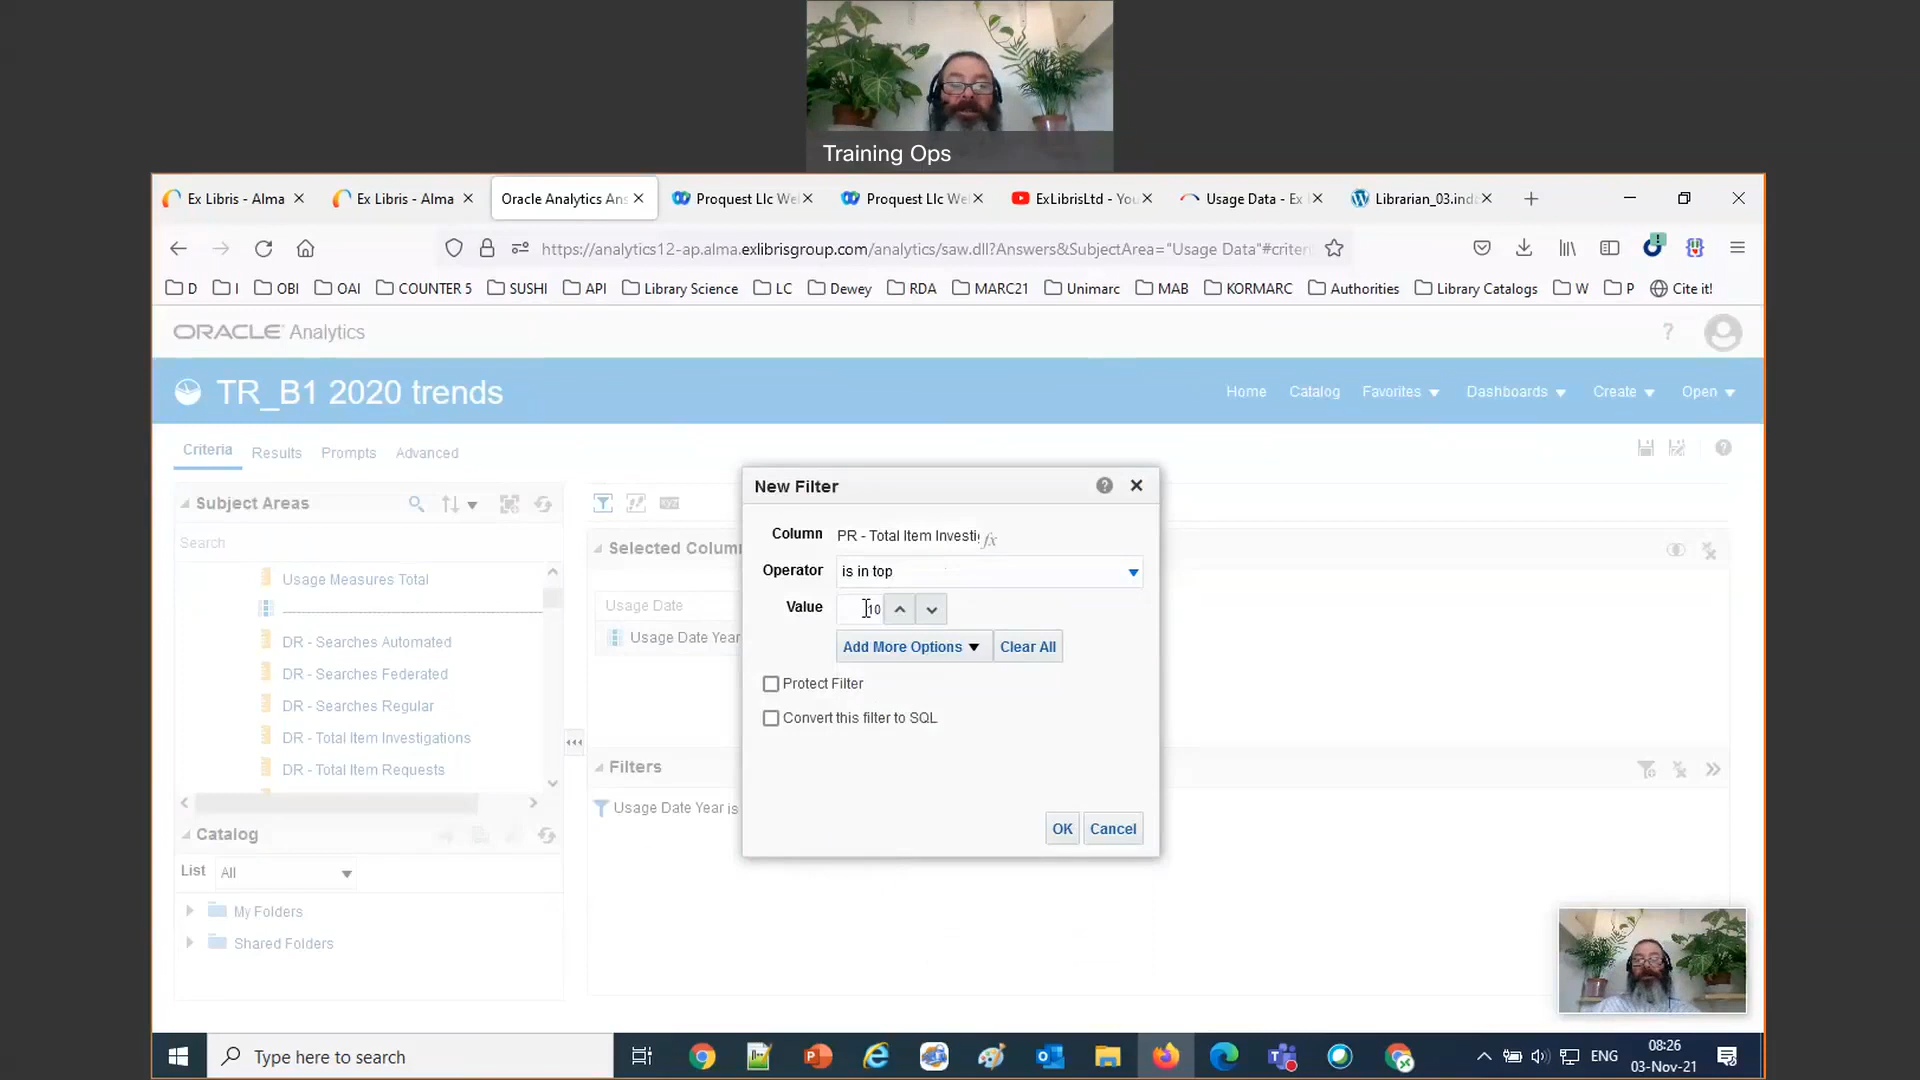 Training Ops
Ex Libris - Alma
Ex Libris - Alma
Oracle Analytics Ans
Proquest Llc We
Proquest Llc We
ExLibrisLtd - You
Usage Data - Ex
Librarian_03.ind
https://analytics12-ap.alma.exlibrisgroup.com/analytics/saw.dll?Answers&SubjectArea="Usage Data"#criter
D
I
OBI
OAI
COUNTER 5
SUSHI
API
Library Science
LC
Dewey
RDA
MARC21
Unimarc
MAB
KORMARC
Authorities
Library Catalogs
W
P
Cite it!
ORACLE Analytics
TR_B1 2020 trends
Home
Catalog
Favorites
Dashboards
Create
Open
Criteria
Results
Prompts
Advanced
Subject Areas
Search
Usage Measures Total
DR - Searches Automated
DR - Searches Federated
DR - Searches Regular
DR - Total Item Investigations
DR - Total Item Requests
Catalog
List All
My Folders
Shared Folders
Selected Colum
Usage Date
Usage Date Year
Filters
Usage Date Year is
New Filter
Column PR - Total Item Investi fx
Operator is in top
Value 10
Add More Options
Clear All
Protect Filter
Convert this filter to SQL
OK
Cancel
Type here to search
ENG
08:26
03-Nov-21